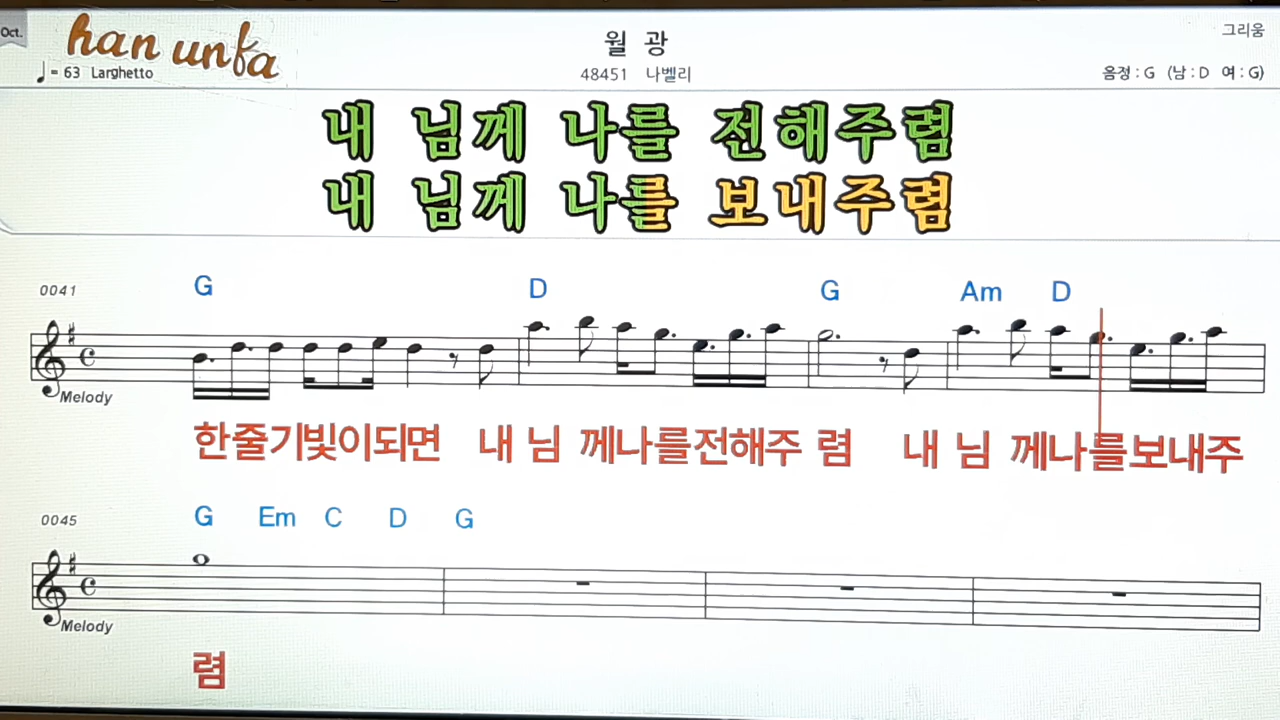 Oct.
han unfa
그리움
월 광
= 63 Larghetto
48451 나벨리
음정 : G (남 : D 여 : G)
내 님께 나를 전해주렴
내 님께 나를 보내주렴
0041
G D G Am D
Melody
한줄기빛이되면 내 님 께나를전해주 렴 내 님 께나를보내주
0045
G Em C D G
Melody
렴